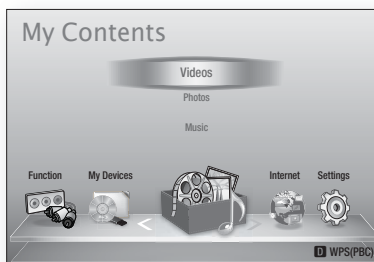 My Contents
Videos
Photos
Music
Function My Devices Internet Settings
D WPS(PBC)